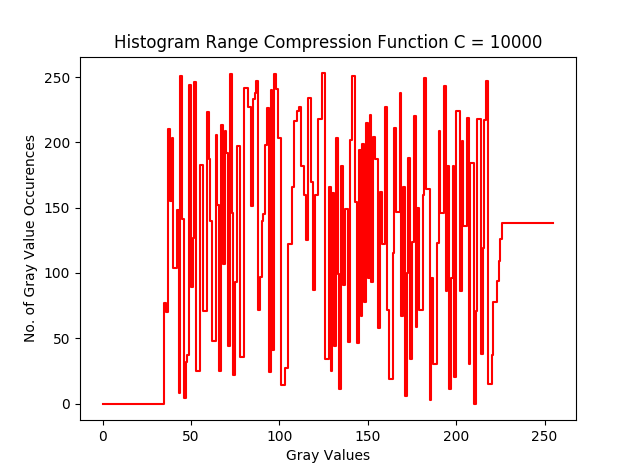 Histogram Range Compression Function C = 10000
No. of Gray Value Occurences
250
200
150
100
50
0
0 50 100 150 200 250
Gray Values